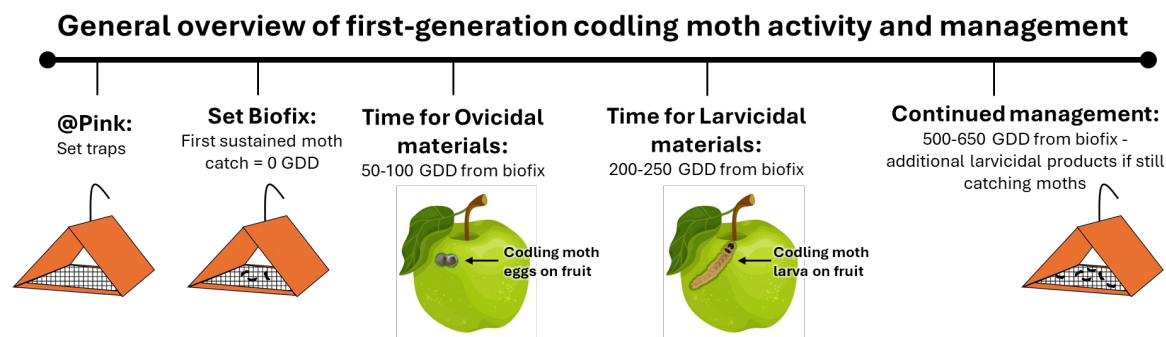 General overview of first-generation codling moth activity and management
@Pink:
Set traps
Set Biofix:
First sustained moth
catch = 0 GDD
Time for Ovicidal
materials:
50-100 GDD from biofix
Codling moth
eggs on fruit
Time for Larvicidal
materials:
200-250 GDD from biofix
Codling moth
larva on fruit
Continued management:
500-650 GDD from biofix -
additional larvicidal products if still
catching moths